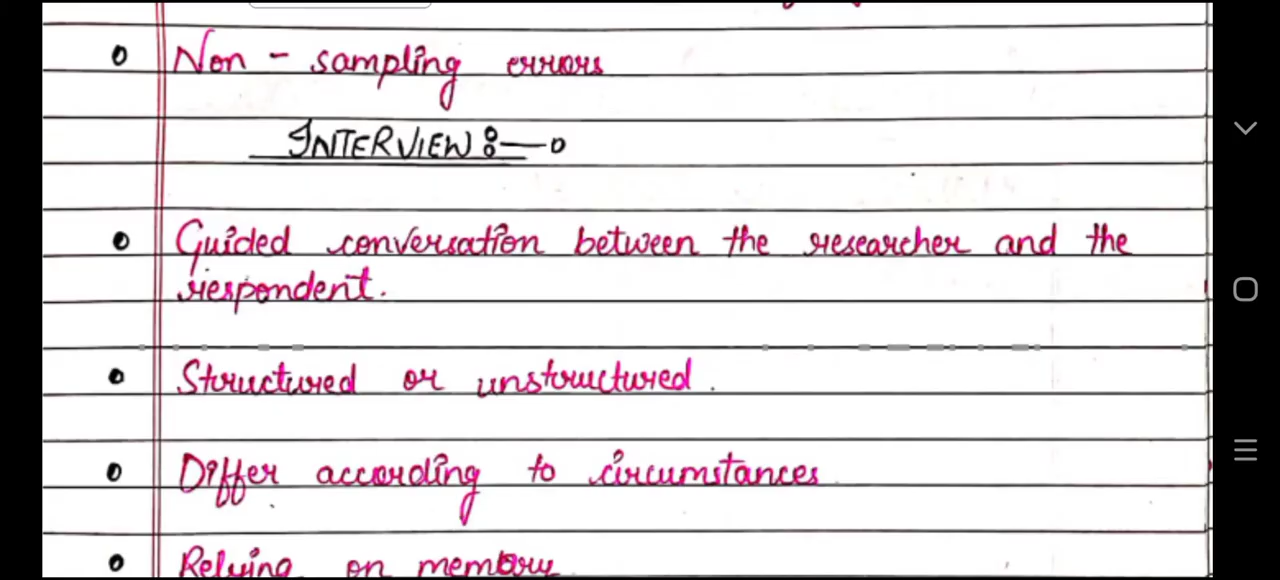 Non - sampling errors
INTERVIEW :—
Guided conversation between the researcher and the
respondent.
Structured or unstructured.
Differ according to circumstances
Relying on memory